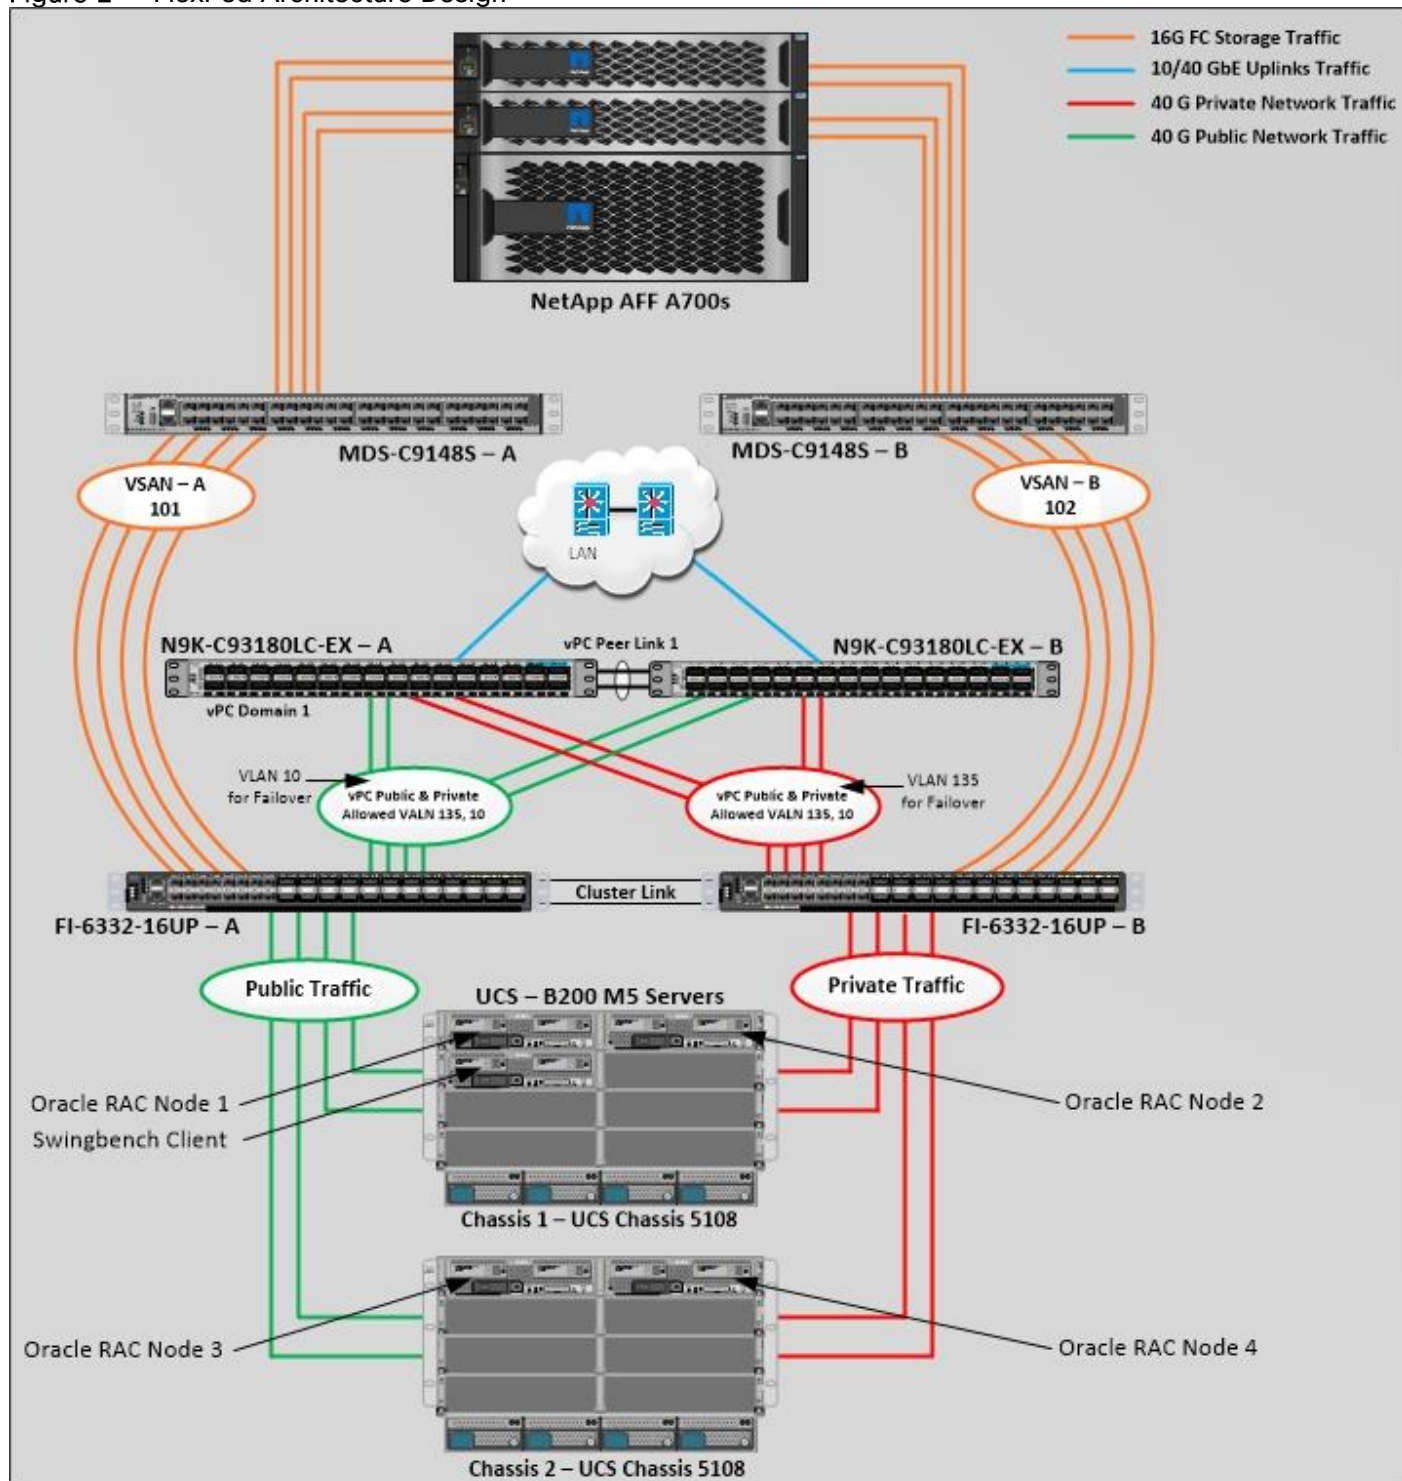 16G FC Storage Traffic
10/40 GbE Uplinks Traffic
40 G Private Network Traffic
40 G Public Network Traffic
NetApp AFF A700s
MDS-C9148S – A
MDS-C9148S – B
VSAN – A
101
VSAN – B
102
LAN
N9K-C93180LC-EX – A
vPC Peer Link 1
N9K-C93180LC-EX – B
vPC Domain 1
VLAN 10
for Failover
vPC Public & Private
Allowed VALN 135, 10
vPC Public & Private
Allowed VALN 135, 10
VLAN 135
for Failover
Cluster Link
FI-6332-16UP – A
FI-6332-16UP – B
Public Traffic
Private Traffic
UCS – B200 M5 Servers
Oracle RAC Node 1
Oracle RAC Node 2
Swingbench Client
Chassis 1 – UCS Chassis 5108
Oracle RAC Node 3
Oracle RAC Node 4
Chassis 2 – UCS Chassis 5108